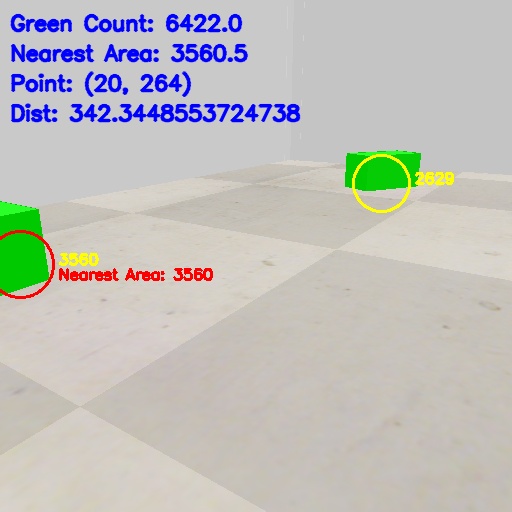 Green Count: 6422.0
Nearest Area: 3560.5
Point: (20, 264)
Dist: 342.3448553724738
2629
3560
Nearest Area: 3560